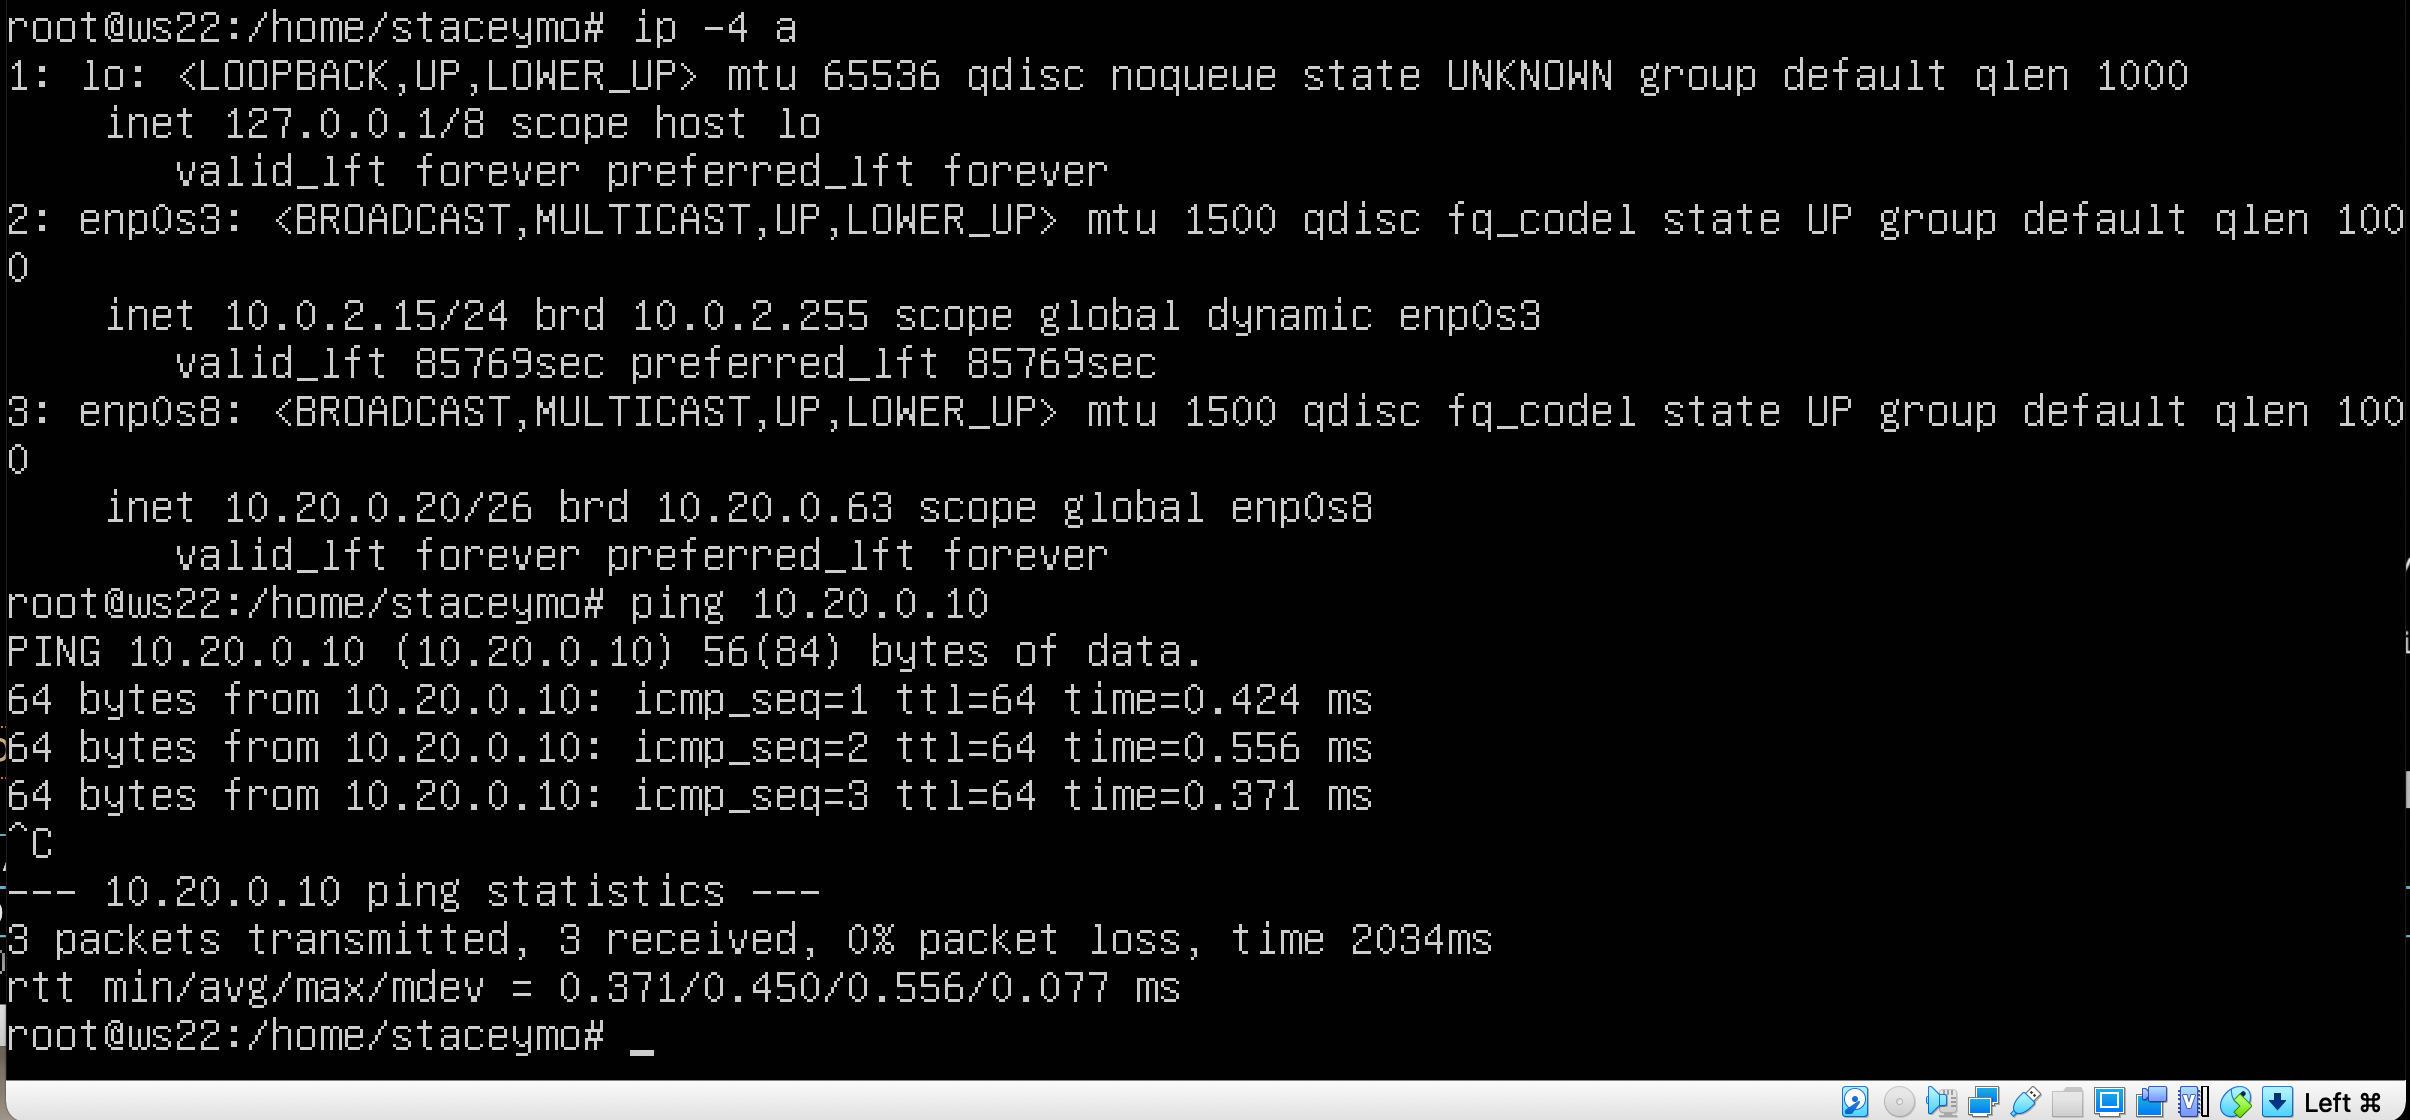 root@ws22:/home/staceymo# ip -4 a
1: lo: <LOOPBACK,UP,LOWER_UP> mtu 65536 qdisc noqueue state UNKNOWN group default qlen 1000
    inet 127.0.0.1/8 scope host lo
       valid_lft forever preferred_lft forever
2: enp0s3: <BROADCAST,MULTICAST,UP,LOWER_UP> mtu 1500 qdisc fq_codel state UP group default qlen 100
0
    inet 10.0.2.15/24 brd 10.0.2.255 scope global dynamic enp0s3
       valid_lft 85769sec preferred_lft 85769sec
3: enp0s8: <BROADCAST,MULTICAST,UP,LOWER_UP> mtu 1500 qdisc fq_codel state UP group default qlen 100
0
    inet 10.20.0.20/26 brd 10.20.0.63 scope global enp0s8
       valid_lft forever preferred_lft forever
root@ws22:/home/staceymo# ping 10.20.0.10
PING 10.20.0.10 (10.20.0.10) 56(84) bytes of data.
64 bytes from 10.20.0.10: icmp_seq=1 ttl=64 time=0.424 ms
64 bytes from 10.20.0.10: icmp_seq=2 ttl=64 time=0.556 ms
64 bytes from 10.20.0.10: icmp_seq=3 ttl=64 time=0.371 ms
^C
--- 10.20.0.10 ping statistics ---
3 packets transmitted, 3 received, 0% packet loss, time 2034ms
rtt min/avg/max/mdev = 0.371/0.450/0.556/0.077 ms
root@ws22:/home/staceymo# _
Left ⌘